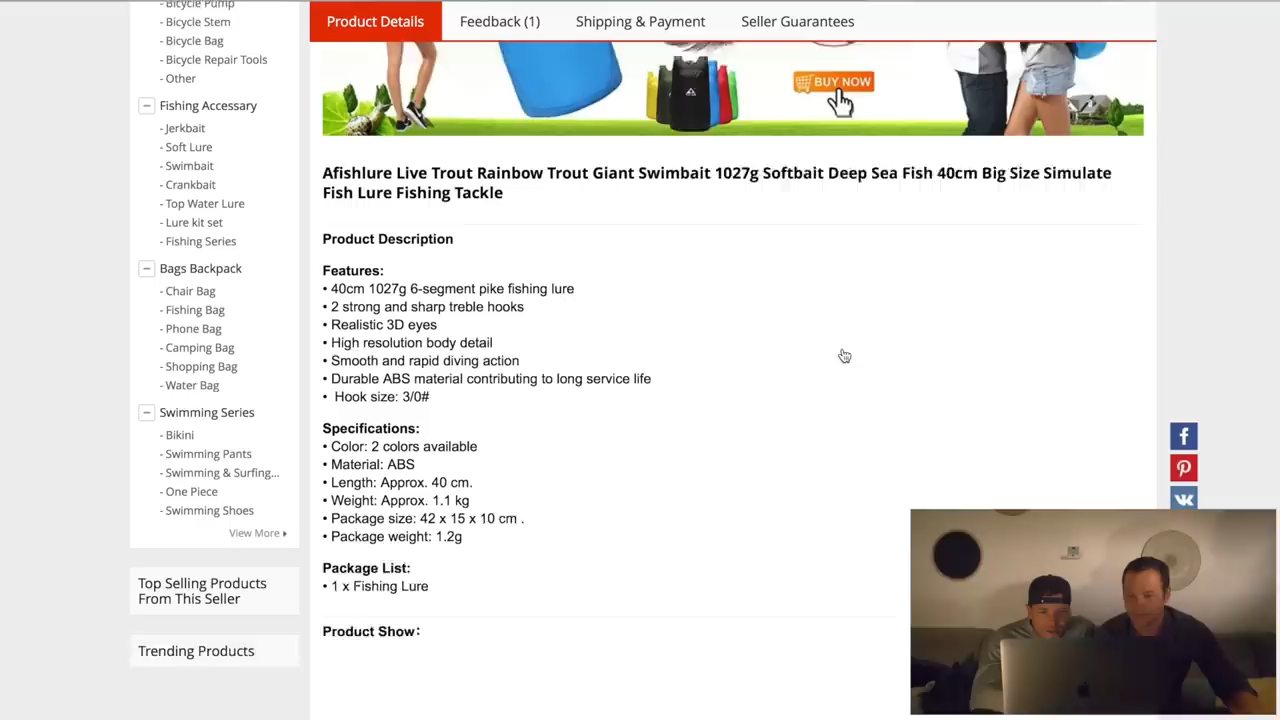 Bicycle Pump
- Bicycle Stem
- Bicycle Bag
- Bicycle Repair Tools
- Other
Fishing Accessary
- Jerkbait
- Soft Lure
- Swimbait
- Crankbait
- Top Water Lure
- Lure kit set
- Fishing Series
Bags Backpack
- Chair Bag
- Fishing Bag
- Phone Bag
- Camping Bag
- Shopping Bag
- Water Bag
Swimming Series
- Bikini
- Swimming Pants
- Swimming & Surfing...
- One Piece
- Swimming Shoes
View More
Top Selling Products
From This Seller
Trending Products
Product Details Feedback (1) Shipping & Payment Seller Guarantees
BUY NOW
Afishlure Live Trout Rainbow Trout Giant Swimbait 1027g Softbait Deep Sea Fish 40cm Big Size Simulate
Fish Lure Fishing Tackle
Product Description
Features:
• 40cm 1027g 6-segment pike fishing lure
• 2 strong and sharp treble hooks
• Realistic 3D eyes
• High resolution body detail
• Smooth and rapid diving action
• Durable ABS material contributing to long service life
• Hook size: 3/0#
Specifications:
• Color: 2 colors available
• Material: ABS
• Length: Approx. 40 cm.
• Weight: Approx. 1.1 kg
• Package size: 42 x 15 x 10 cm .
• Package weight: 1.2g
Package List:
• 1 x Fishing Lure
Product Show: